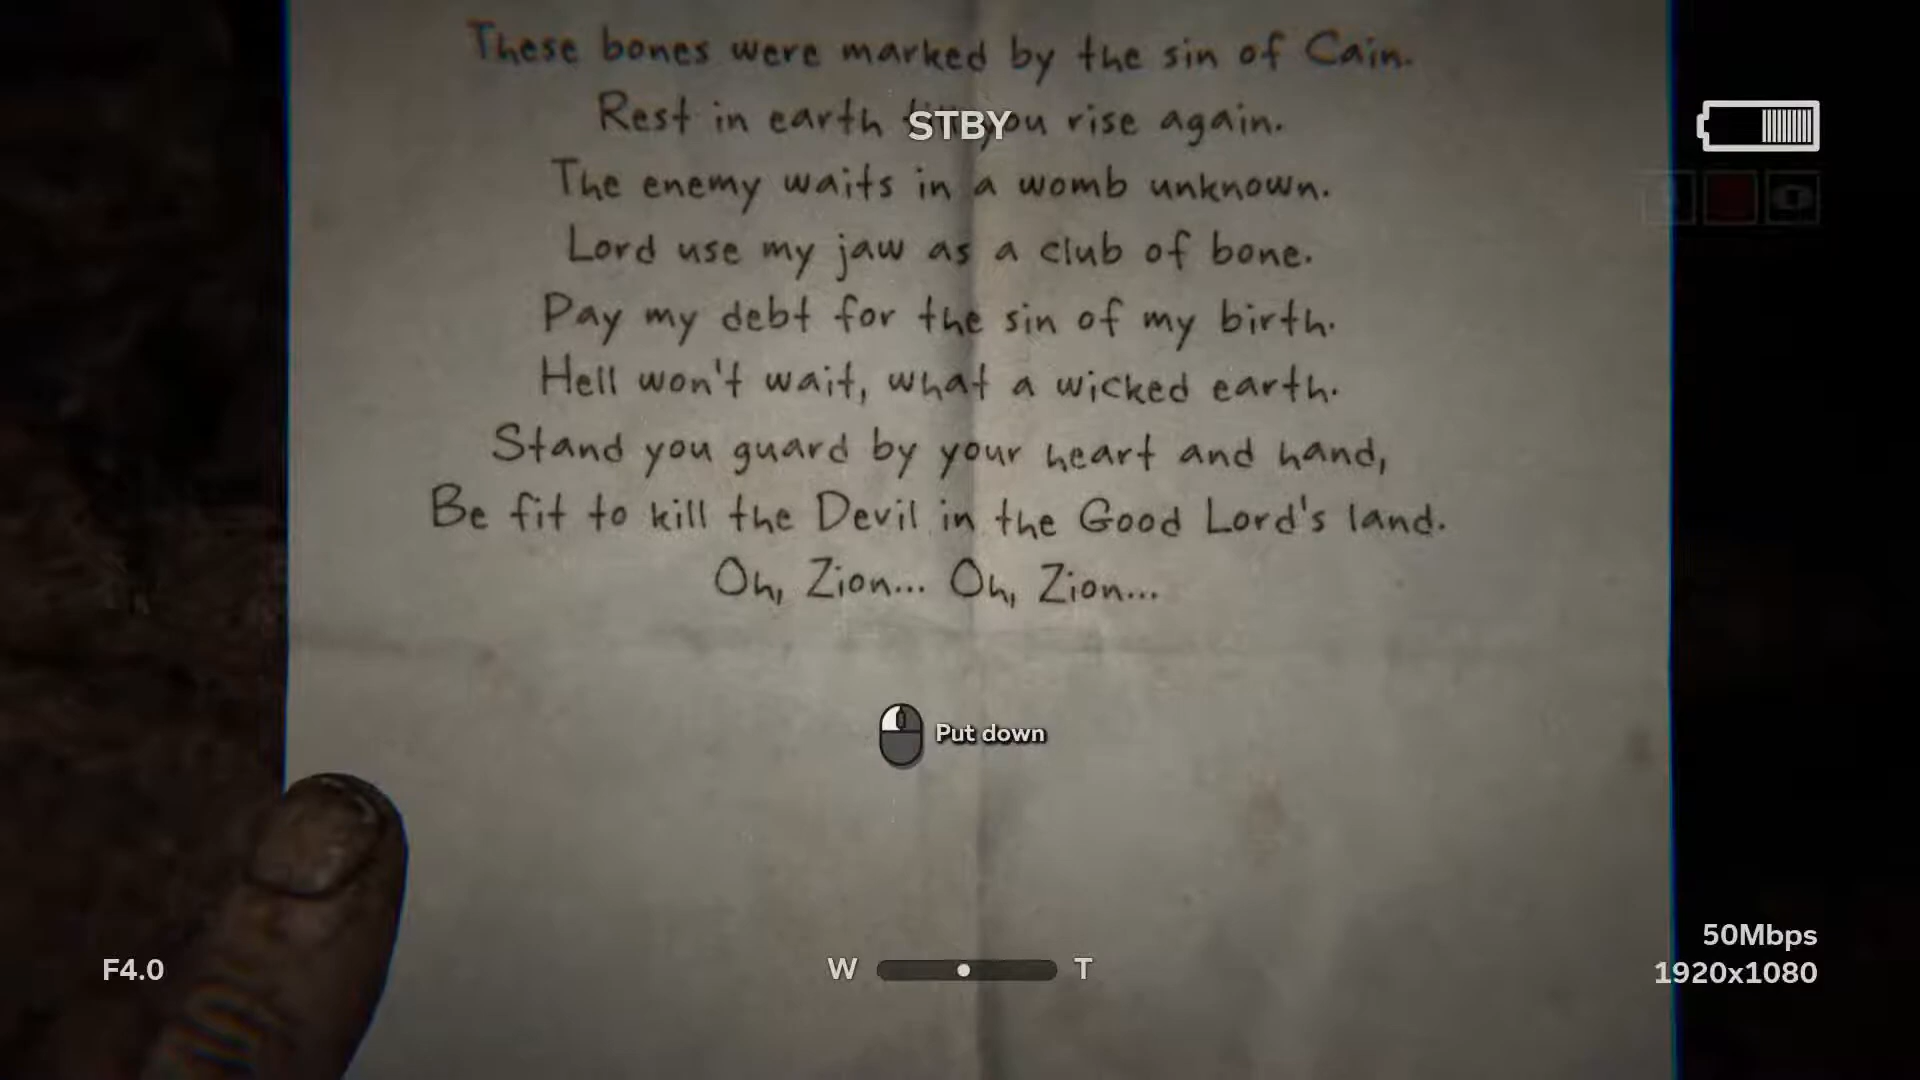 These bones were marked by the sin of Cain.
Rest in earth you rise again.
STBY
The enemy waits in a womb unknown.
Lord use my jaw as a club of bone.
Pay my debt for the sin of my birth.
Hell won't wait, what a wicked earth.
Stand you guard by your heart and hand,
Be fit to kill the Devil in the Good Lord's land.
Oh, Zion... Oh, Zion...
Put down
F4.0
W T
50Mbps
1920x1080